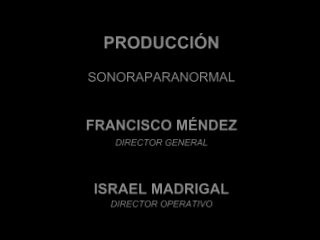 PRODUCCIÓN
SONORAPARANORMAL
FRANCISCO MÉNDEZ
DIRECTOR GENERAL
ISRAEL MADRIGAL
DIRECTOR OPERATIVO